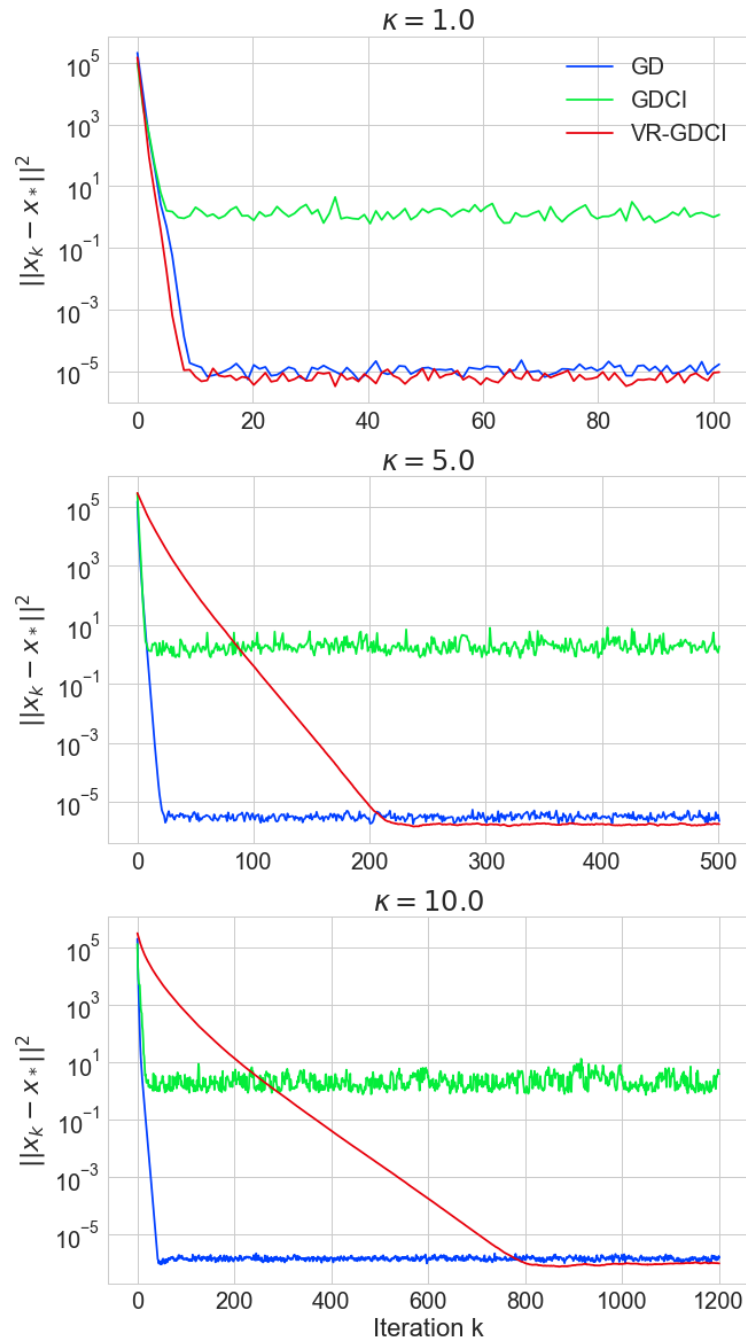 κ = 1.0
GD
GDCI
VR-GDCI
||x_k − x_*||^2
10^5
10^3
10^1
10^−1
10^−3
10^−5
0 20 40 60 80 100
κ = 5.0
||x_k − x_*||^2
10^5
10^3
10^1
10^−1
10^−3
10^−5
0 100 200 300 400 500
κ = 10.0
||x_k − x_*||^2
10^5
10^3
10^1
10^−1
10^−3
10^−5
0 200 400 600 800 1000 1200
Iteration k